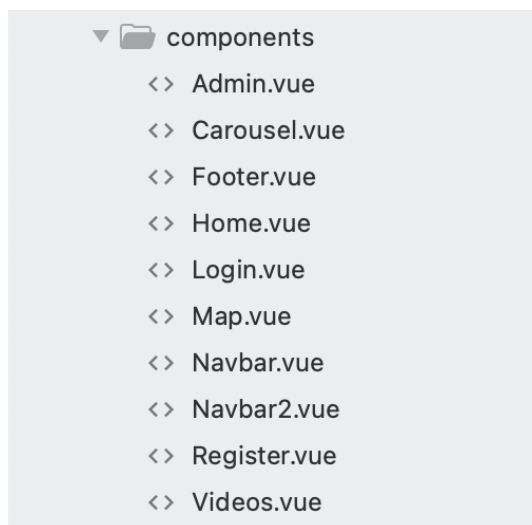 components
Admin.vue
Carousel.vue
Footer.vue
Home.vue
Login.vue
Map.vue
Navbar.vue
Navbar2.vue
Register.vue
Videos.vue